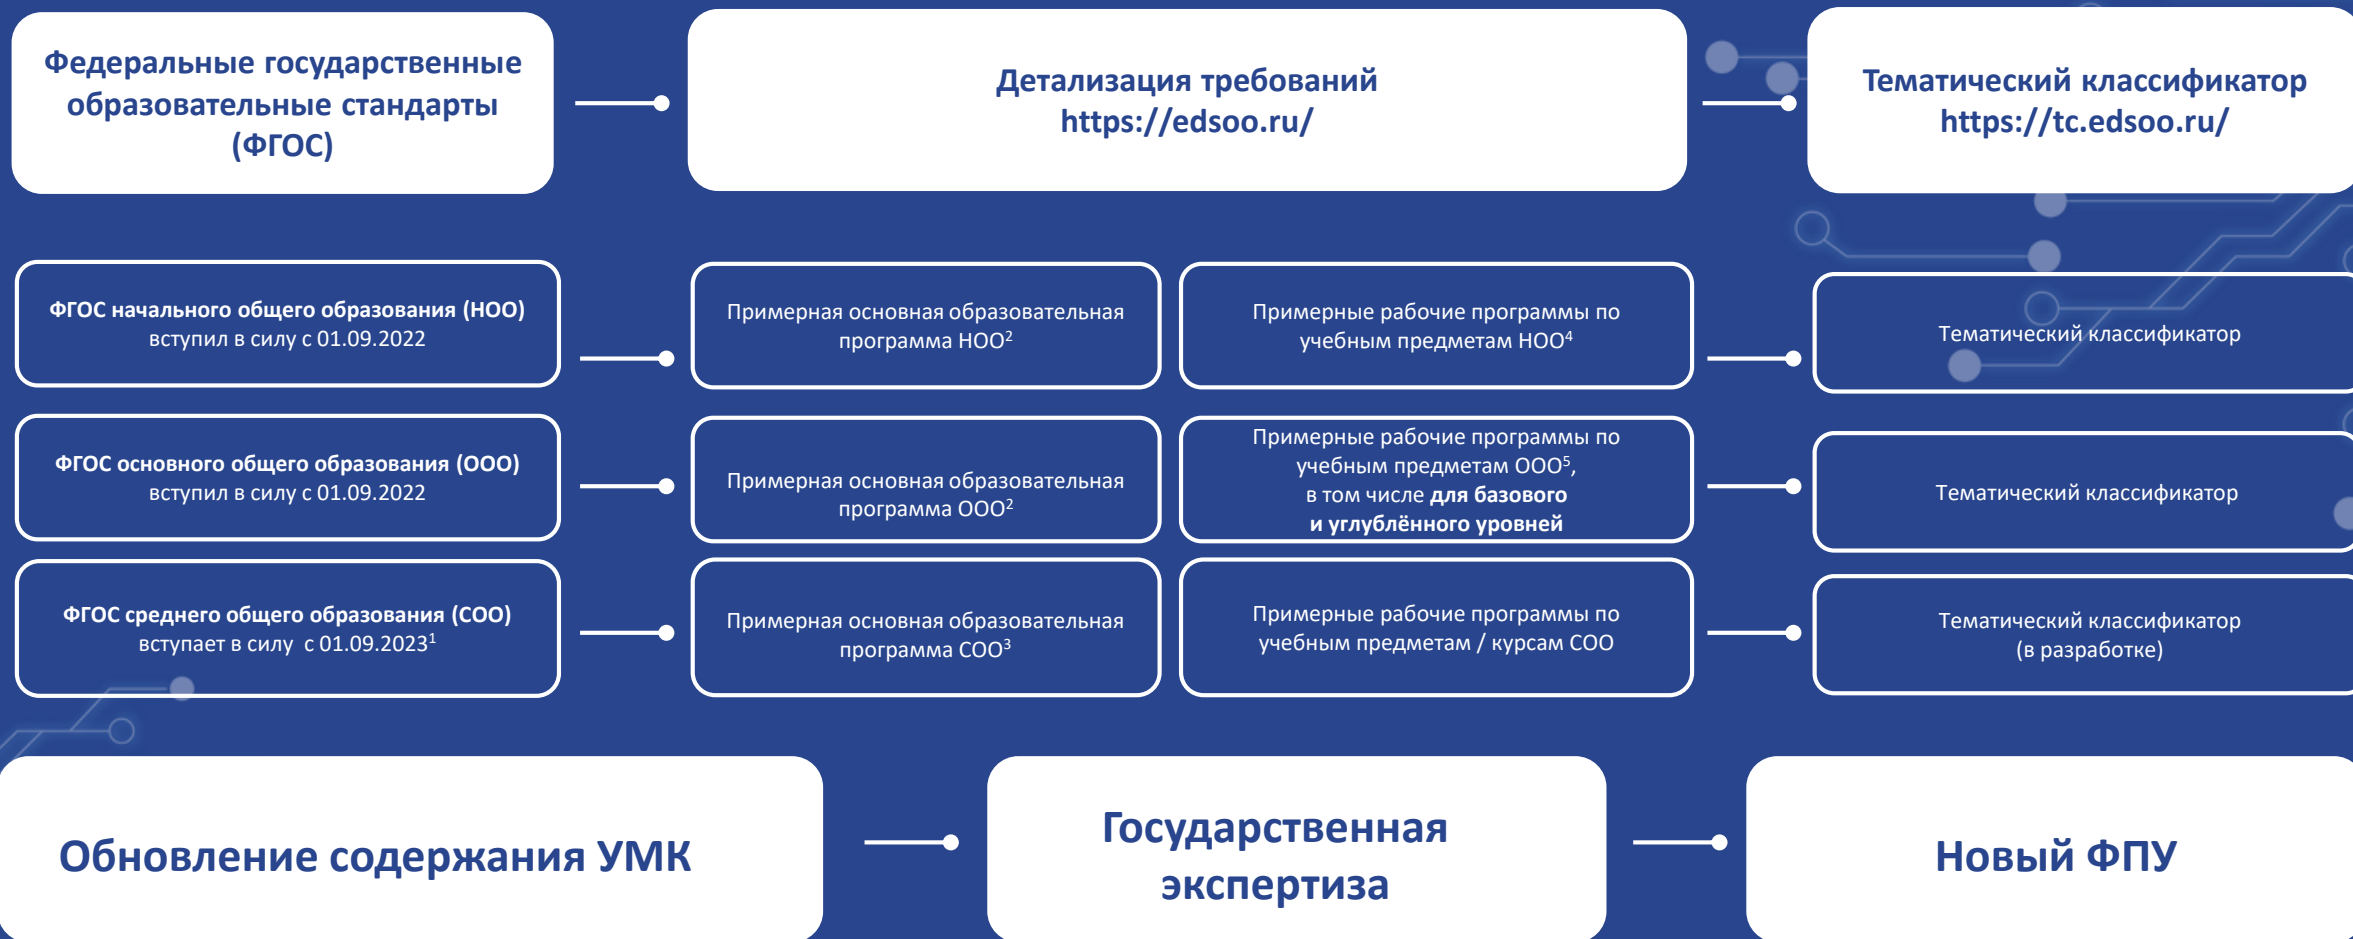 Федеральные государственные
образовательные стандарты
(ФГОС)
Детализация требований
https://edsoo.ru/
Тематический классификатор
https://tc.edsoo.ru/
ФГОС начального общего образования (НОО)
вступил в силу с 01.09.2022
Примерная основная образовательная
программа НОО²
Примерные рабочие программы по
учебным предметам НОО⁴
Тематический классификатор
ФГОС основного общего образования (ООО)
вступил в силу с 01.09.2022
Примерная основная образовательная
программа ООО²
Примерные рабочие программы по
учебным предметам ООО⁵,
в том числе для базового
и углублённого уровней
Тематический классификатор
ФГОС среднего общего образования (СОО)
вступает в силу с 01.09.2023¹
Примерная основная образовательная
программа СОО³
Примерные рабочие программы по
учебным предметам / курсам СОО
Тематический классификатор
(в разработке)
Обновление содержания УМК
Государственная
экспертиза
Новый ФПУ